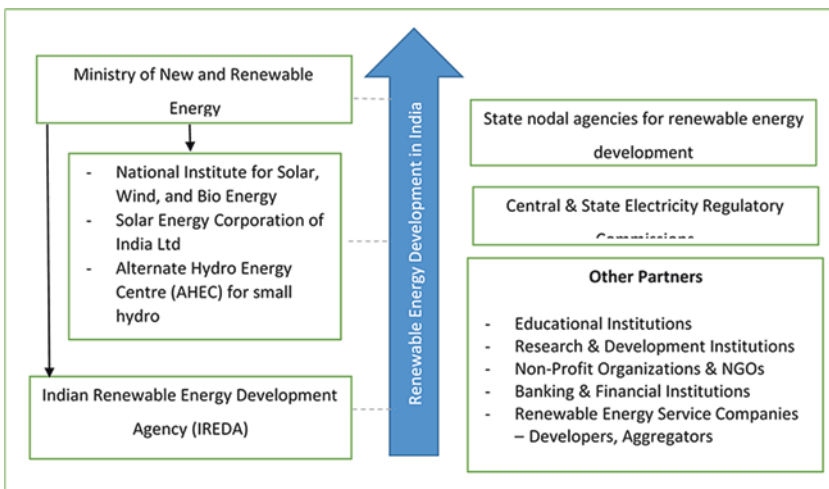 Ministry of New and Renewable
Energy
- National Institute for Solar,
Wind, and Bio Energy
- Solar Energy Corporation of
India Ltd
- Alternate Hydro Energy
Centre (AHEC) for small
hydro
Indian Renewable Energy Development
Agency (IREDA)
Renewable Energy Development in India
State nodal agencies for renewable energy
development
Central & State Electricity Regulatory
Commissions
Other Partners
- Educational Institutions
- Research & Development Institutions
- Non-Profit Organizations & NGOs
- Banking & Financial Institutions
- Renewable Energy Service Companies
– Developers, Aggregators